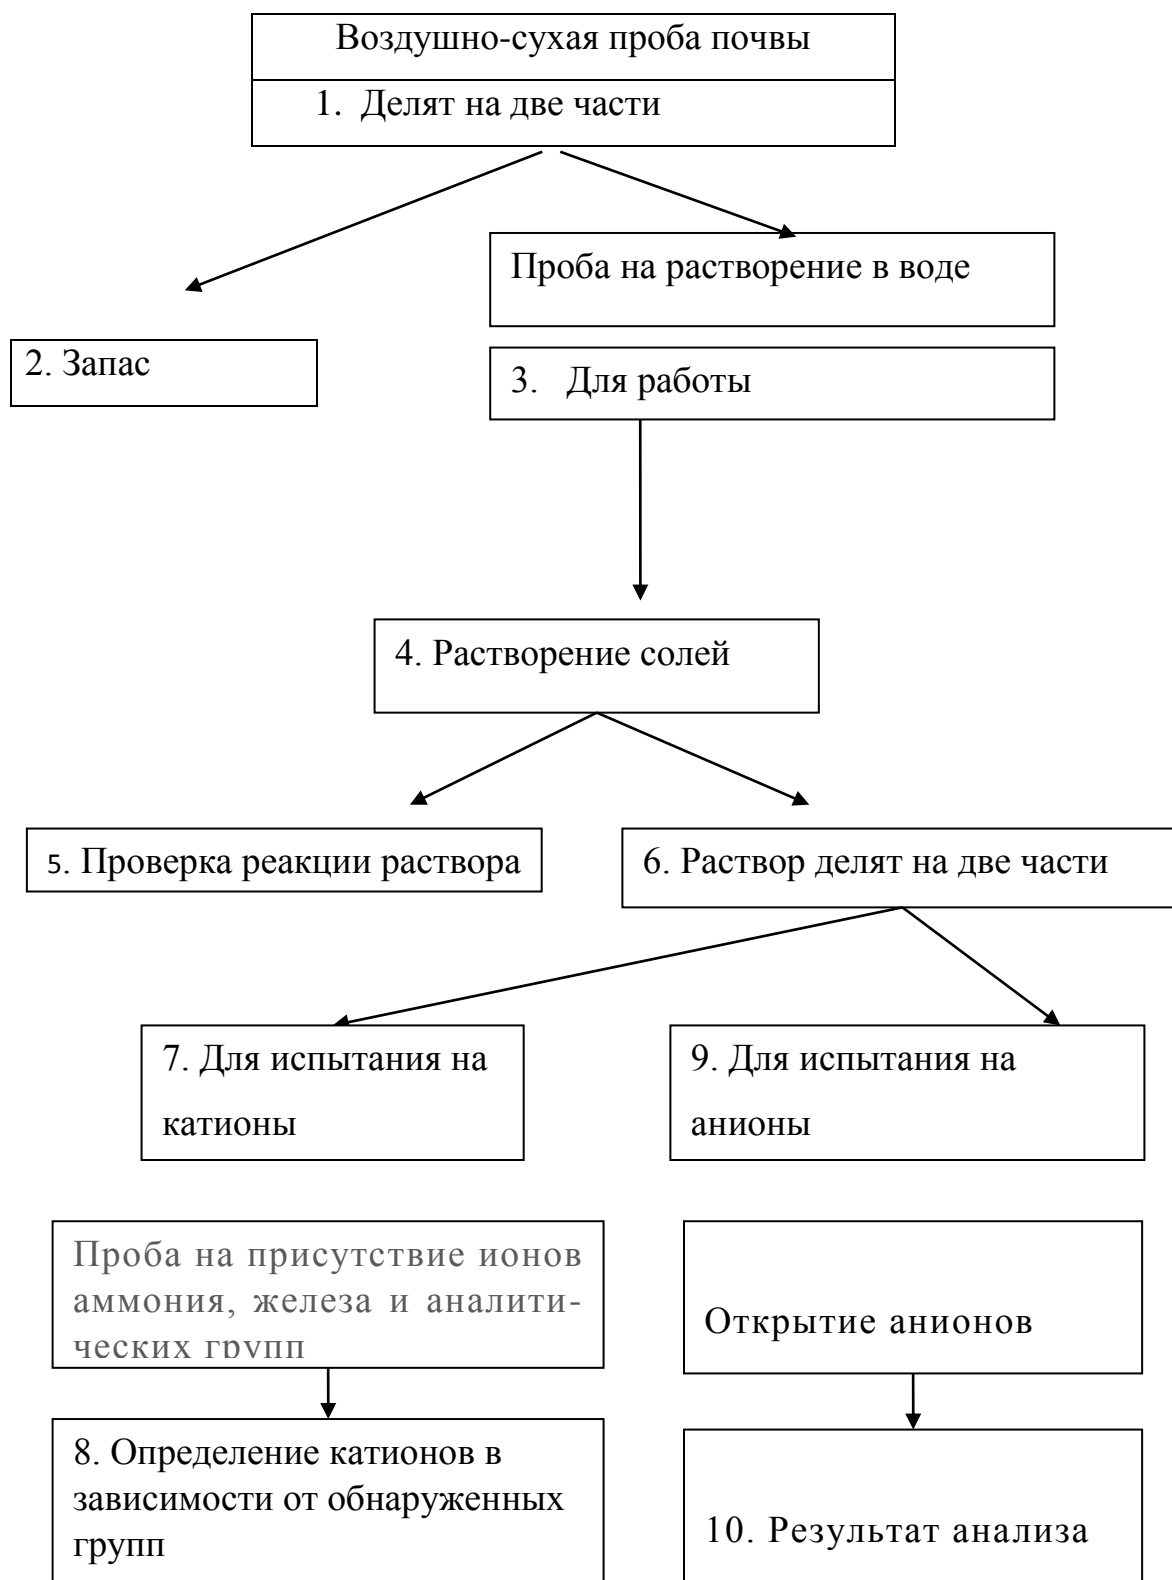 Воздушно-сухая проба почвы
1. Делят на две части
Проба на растворение в воде
2. Запас
3. Для работы
4. Растворение солей
5. Проверка реакции раствора
6. Раствор делят на две части
7. Для испытания на
катионы
9. Для испытания на
анионы
Проба на присутствие ионов
аммония, железа и аналити-
ческих групп
Открытие анионов
8. Определение катионов в
зависимости от обнаруженных
групп
10. Результат анализа